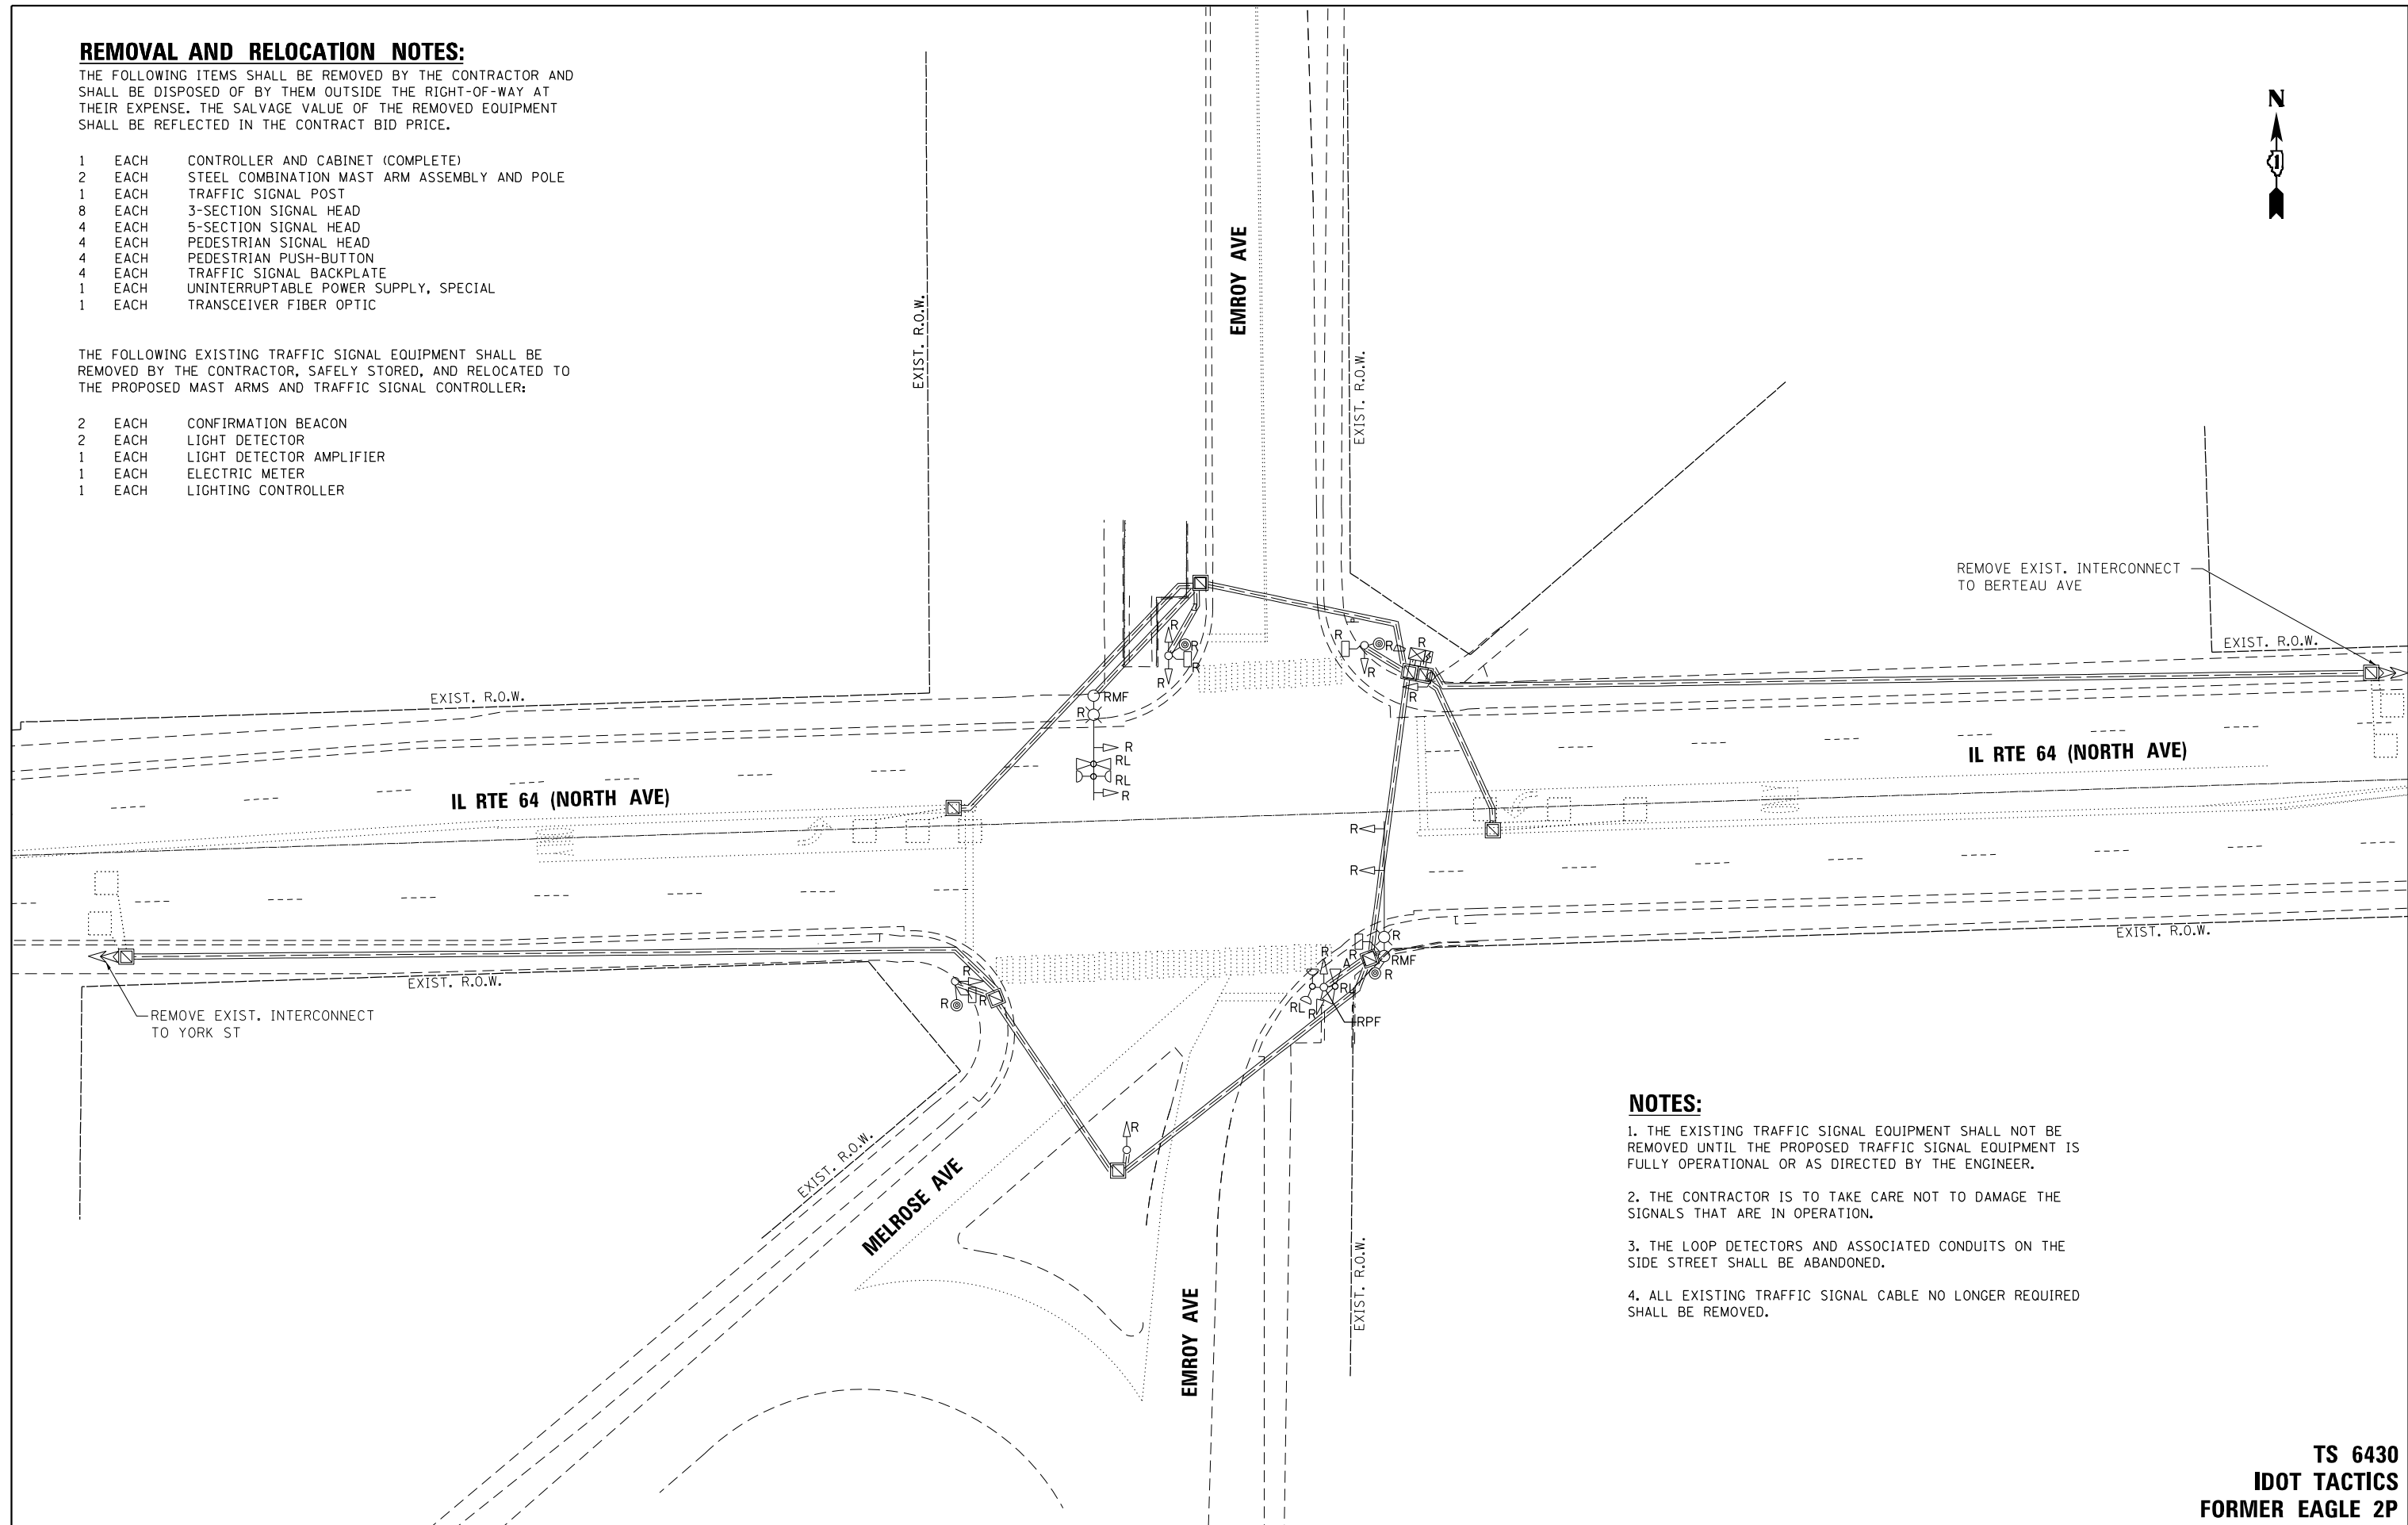 REMOVAL AND RELOCATION NOTES:
THE FOLLOWING ITEMS SHALL BE REMOVED BY THE CONTRACTOR AND
SHALL BE DISPOSED OF BY THEM OUTSIDE THE RIGHT-OF-WAY AT
THEIR EXPENSE. THE SALVAGE VALUE OF THE REMOVED EQUIPMENT
SHALL BE REFLECTED IN THE CONTRACT BID PRICE.
1 EACH CONTROLLER AND CABINET (COMPLETE)
2 EACH STEEL COMBINATION MAST ARM ASSEMBLY AND POLE
1 EACH TRAFFIC SIGNAL POST
8 EACH 3-SECTION SIGNAL HEAD
4 EACH 5-SECTION SIGNAL HEAD
4 EACH PEDESTRIAN SIGNAL HEAD
4 EACH PEDESTRIAN PUSH-BUTTON
4 EACH TRAFFIC SIGNAL BACKPLATE
1 EACH UNINTERRUPTABLE POWER SUPPLY, SPECIAL
1 EACH TRANSCEIVER FIBER OPTIC
THE FOLLOWING EXISTING TRAFFIC SIGNAL EQUIPMENT SHALL BE
REMOVED BY THE CONTRACTOR, SAFELY STORED, AND RELOCATED TO
THE PROPOSED MAST ARMS AND TRAFFIC SIGNAL CONTROLLER:
2 EACH CONFIRMATION BEACON
2 EACH LIGHT DETECTOR
1 EACH LIGHT DETECTOR AMPLIFIER
1 EACH ELECTRIC METER
1 EACH LIGHTING CONTROLLER
N
1
EMROY AVE
EXIST. R.O.W.
EXIST. R.O.W.
REMOVE EXIST. INTERCONNECT
TO BERTEAU AVE
EXIST. R.O.W.
EXIST. R.O.W.
R
R
R
R
R
R
R
R
R
RMF
R
R
RL
RL
R
IL RTE 64 (NORTH AVE)
IL RTE 64 (NORTH AVE)
R
R
R
RMF
R
R
R
A
RL
RL
R
RPF
EXIST. R.O.W.
EXIST. R.O.W.
R
R
R
REMOVE EXIST. INTERCONNECT
TO YORK ST
R
EXIST. R.O.W.
MELROSE AVE
EMROY AVE
EXIST. R.O.W.
NOTES:
1. THE EXISTING TRAFFIC SIGNAL EQUIPMENT SHALL NOT BE
REMOVED UNTIL THE PROPOSED TRAFFIC SIGNAL EQUIPMENT IS
FULLY OPERATIONAL OR AS DIRECTED BY THE ENGINEER.
2. THE CONTRACTOR IS TO TAKE CARE NOT TO DAMAGE THE
SIGNALS THAT ARE IN OPERATION.
3. THE LOOP DETECTORS AND ASSOCIATED CONDUITS ON THE
SIDE STREET SHALL BE ABANDONED.
4. ALL EXISTING TRAFFIC SIGNAL CABLE NO LONGER REQUIRED
SHALL BE REMOVED.
TS 6430
IDOT TACTICS
FORMER EAGLE 2P